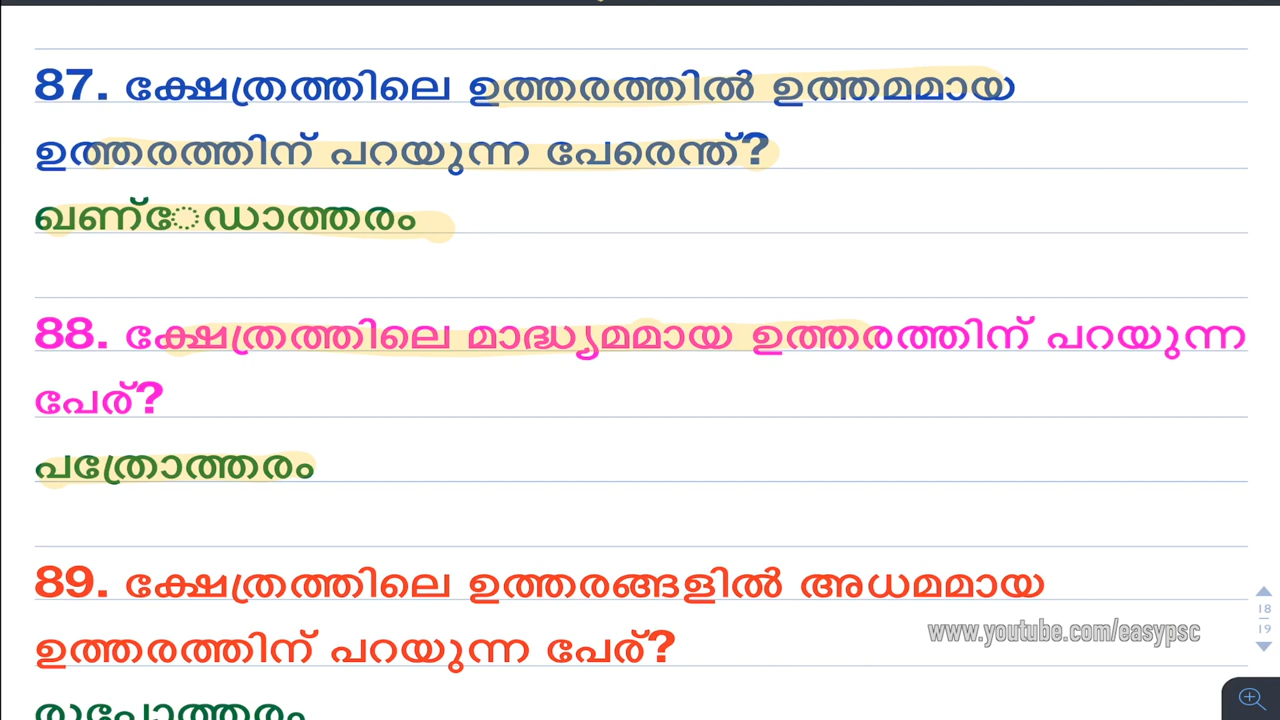 87. ക്ഷേത്രത്തിലെ ഉത്തരത്തിൽ ഉത്തമമായ
ഉത്തരത്തിന് പറയുന്ന പേരെന്ത്?
ഖണ്േഡാത്തരം
88. ക്ഷേത്രത്തിലെ മാദ്ധ്യമമായ ഉത്തരത്തിന് പറയുന്ന
പേര്?
പത്രോത്തരം
89. ക്ഷേത്രത്തിലെ ഉത്തരങ്ങളിൽ അധമമായ
www.youtube.com/easypsc
ഉത്തരത്തിന് പറയുന്ന പേര്?
18
19